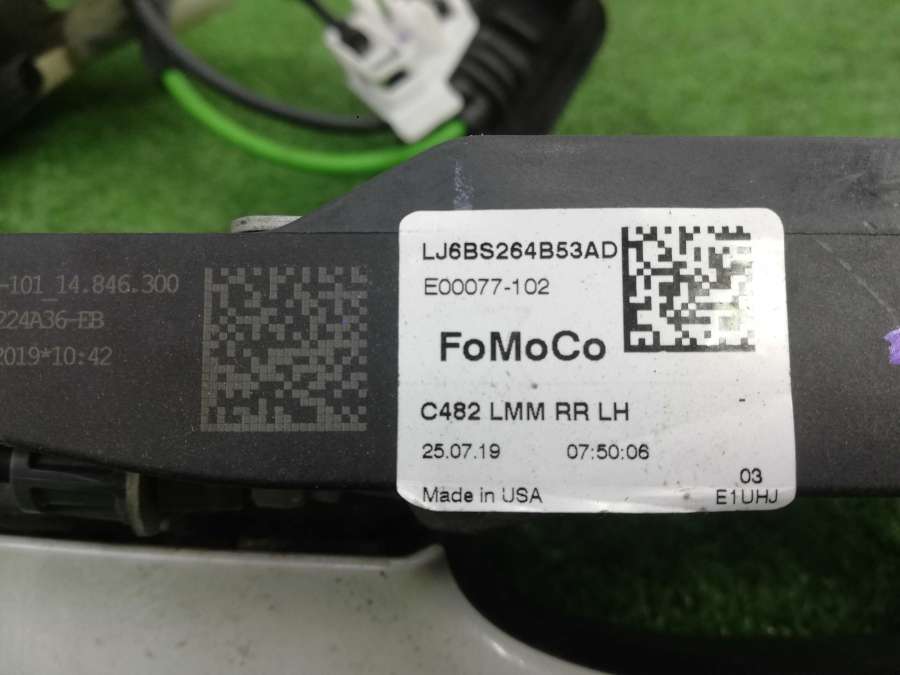 -101_14.846.300
224A36-EB
2019*10:42
LJ6BS264B53AD
E00077-102
FoMoCo
C482 LMM RR LH
25.07.19 07:50:06
03
Made in USA E1UHJ